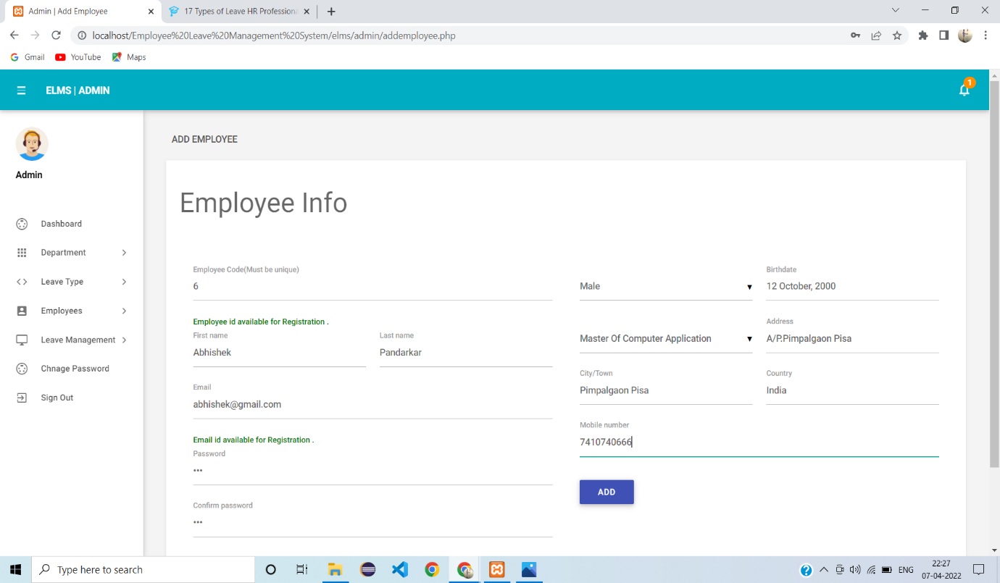 Admin | Add Employee
17 Types of Leave HR Professiona
localhost/Employee%20Leave%20Management%20System/elms/admin/addemployee.php
Gmail
YouTube
Maps
ELMS | ADMIN
1
Admin
Dashboard
Department
Leave Type
Employees
Leave Management
Chnage Password
Sign Out
ADD EMPLOYEE
Employee Info
Employee Code(Must be unique)
6
Employee id available for Registration .
First name
Abhishek
Last name
Pandarkar
Email
abhishek@gmail.com
Email id available for Registration .
Password
•••
Confirm password
•••
Male
Birthdate
12 October, 2000
Master Of Computer Application
Address
A/P.Pimpalgaon Pisa
City/Town
Pimpalgaon Pisa
Country
India
Mobile number
7410740666
ADD
Type here to search
ENG
22:27
07-04-2022